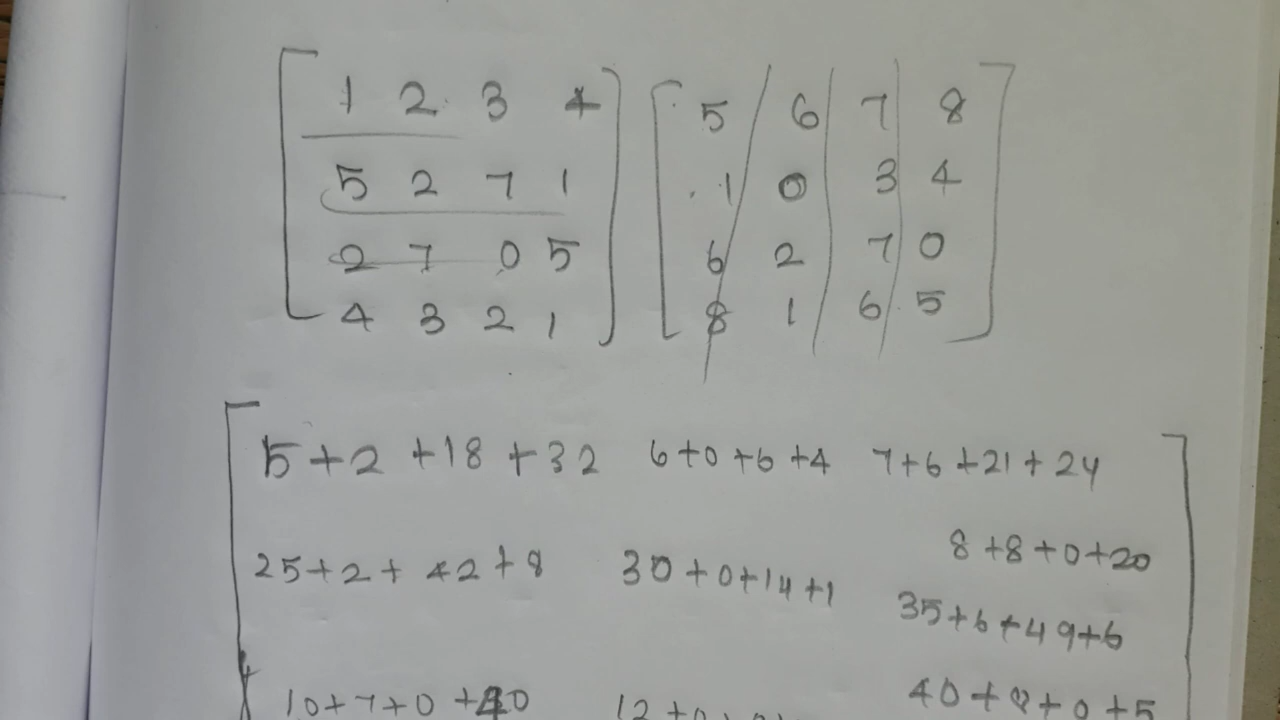 1 2 3 4 5 6 7 8
5 2 7 1 1 0 3 4
2 7 0 5 6 2 7 0
4 3 2 1 8 1 6 5
5+2+18+32 6+0+6+4 7+6+21+24
8+8+0+20
25+2+42+8 30+0+14+1
35+6+49+6
10+7+0+40 12+0+
40+8+0+5